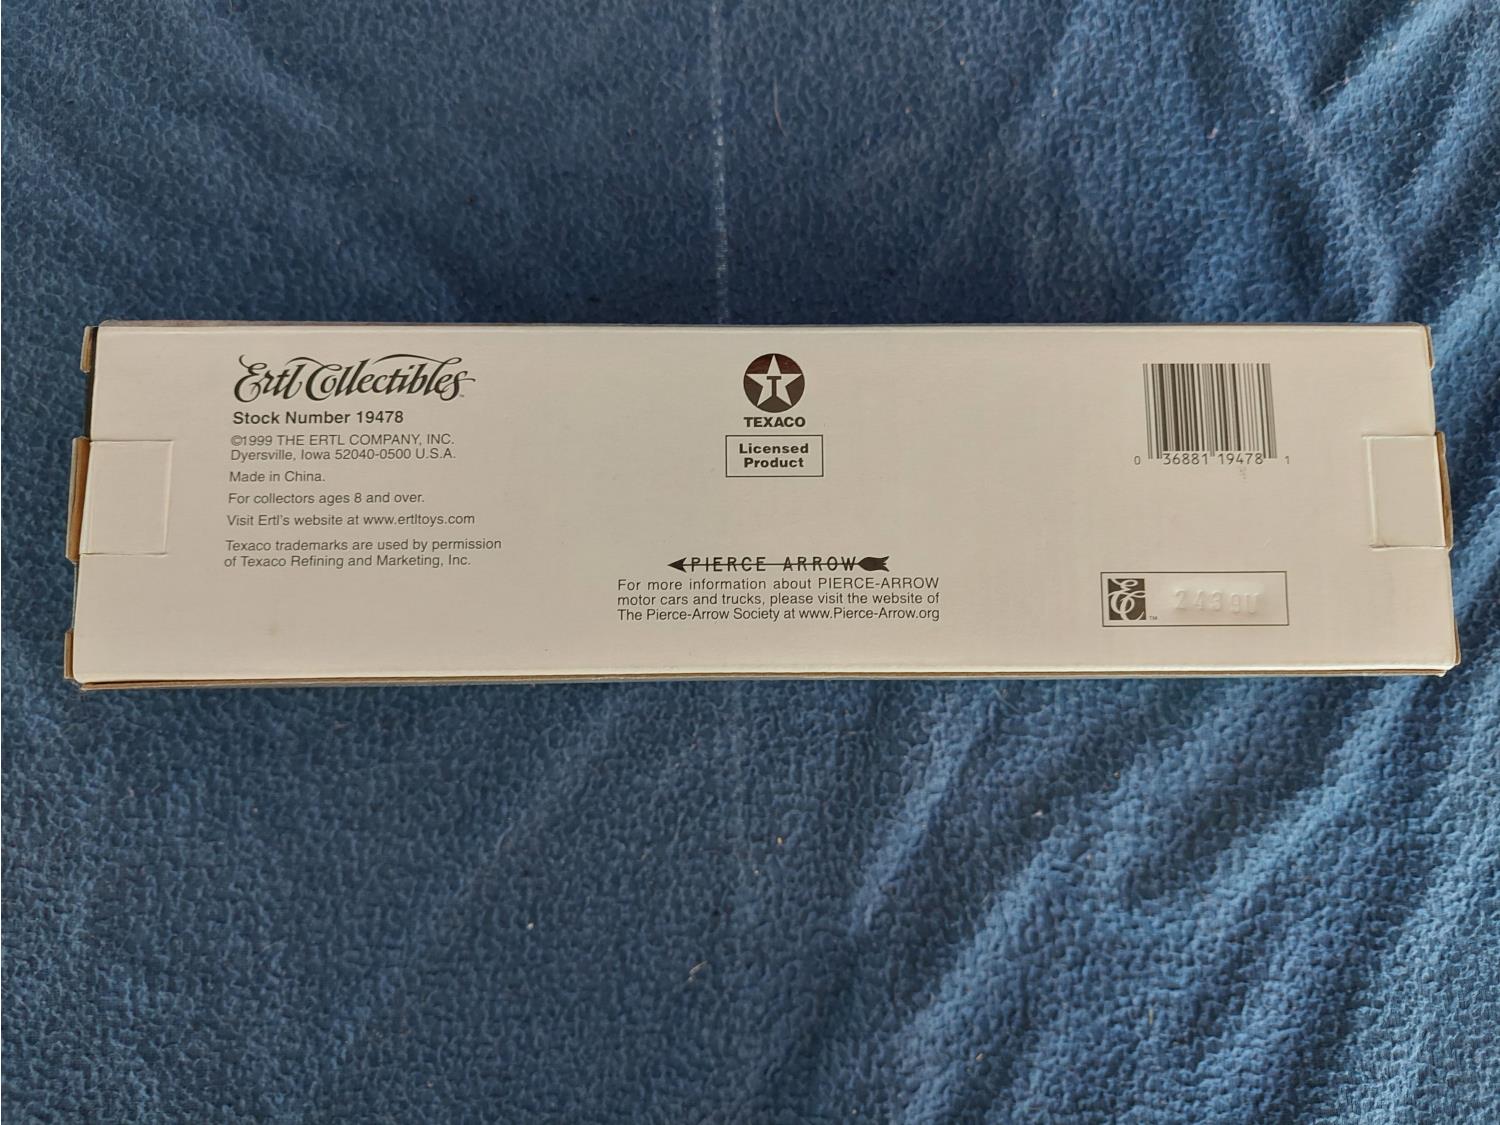 Ertl Collectibles™
Stock Number 19478
©1999 THE ERTL COMPANY, INC.
Dyersville, Iowa 52040-0500 U.S.A.
Made in China.
For collectors ages 8 and over.
Visit Ertl's website at www.ertltoys.com
Texaco trademarks are used by permission
of Texaco Refining and Marketing, Inc.
T
TEXACO
Licensed
Product
PIERCE ARROW
For more information about PIERCE-ARROW
motor cars and trucks, please visit the website of
The Pierce-Arrow Society at www.Pierce-Arrow.org
0 36881 19478 1
EC ™ 2439U